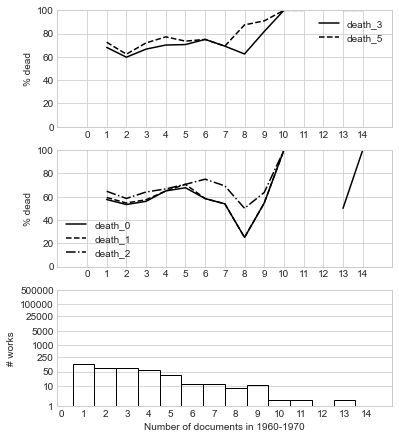 100
80
60
40
20
0
% dead
death_3
death_5
0 1 2 3 4 5 6 7 8 9 10 11 12 13 14
100
80
60
40
20
0
% dead
death_0
death_1
death_2
0 1 2 3 4 5 6 7 8 9 10 11 12 13 14
500000
100000
25000
5000
1000
250
50
10
1
# works
0 1 2 3 4 5 6 7 8 9 10 11 12 13 14
Number of documents in 1960-1970